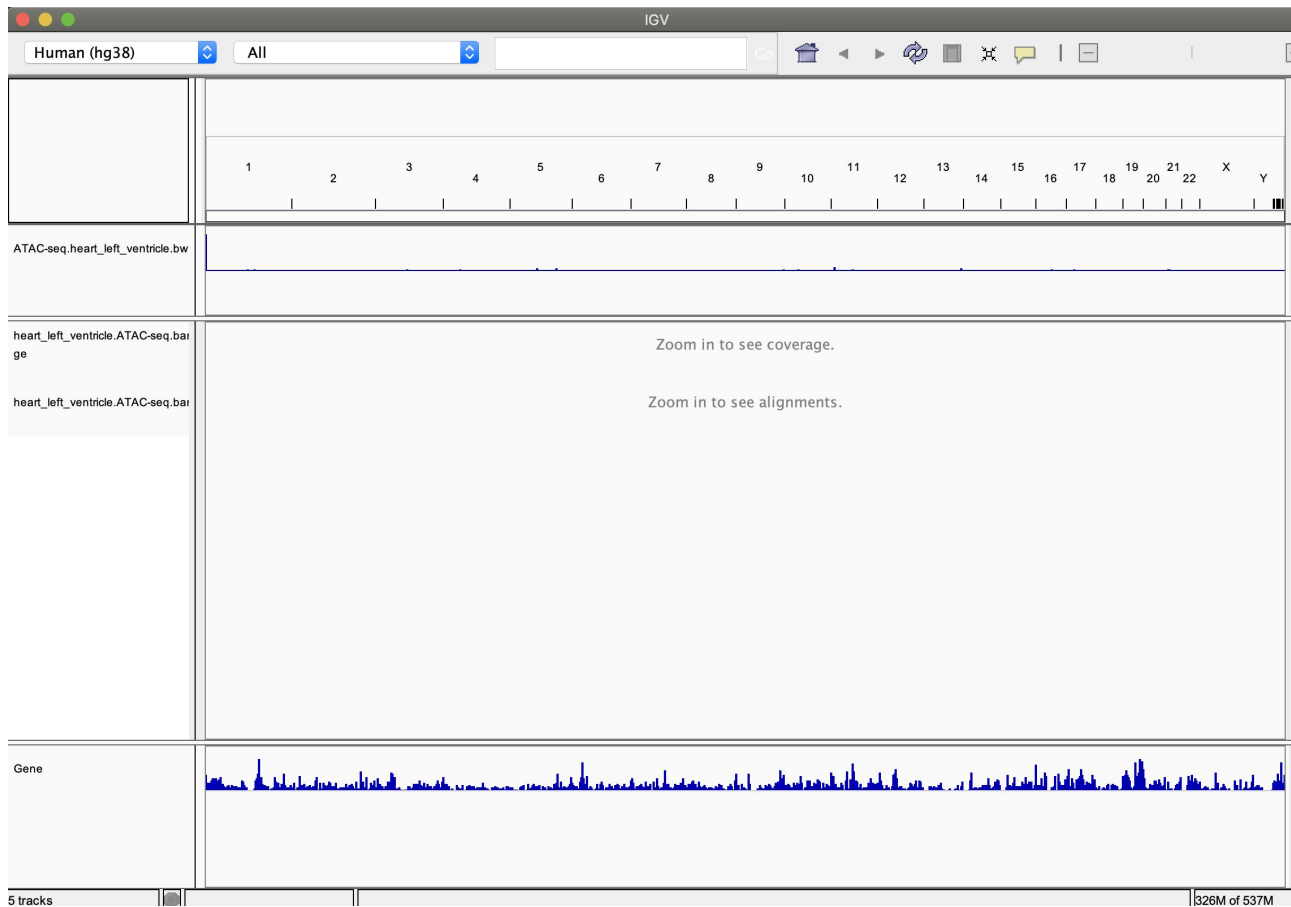 IGV
Human (hg38) All Go
1 3 5 7 9 11 13 15 17 19 21 X
2 4 6 8 10 12 14 16 18 20 22 Y
ATAC-seq.heart_left_ventricle.bw
heart_left_ventricle.ATAC-seq.bar
ge
Zoom in to see coverage.
heart_left_ventricle.ATAC-seq.bar
Zoom in to see alignments.
Gene
5 tracks 326M of 537M